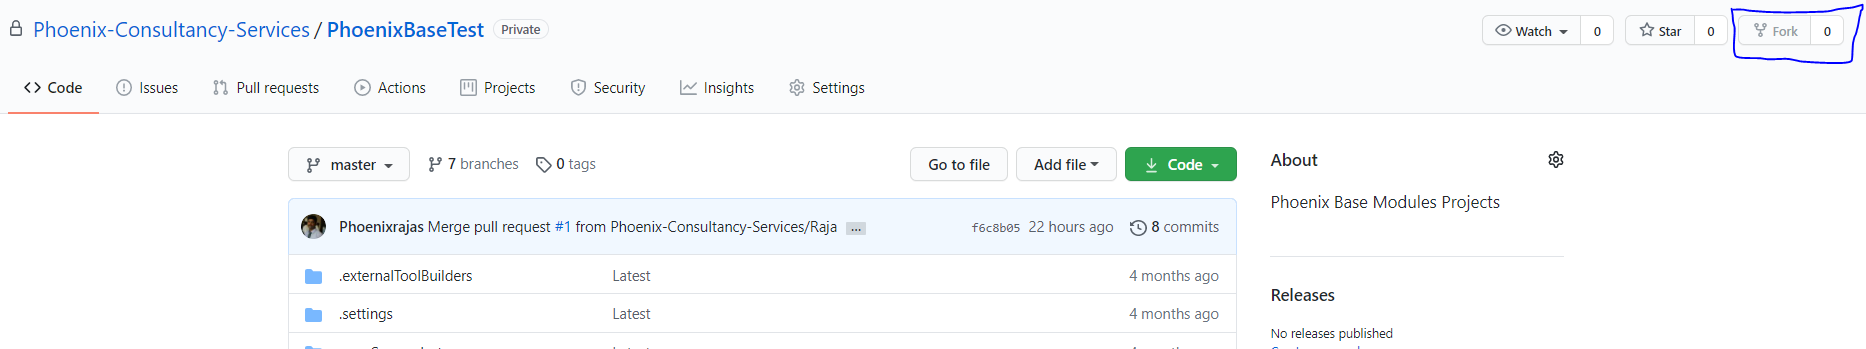 Phoenix-Consultancy-Services / PhoenixBaseTest Private Watch 0 Star 0 Fork 0
Code Issues Pull requests Actions Projects Security Insights Settings
master 7 branches 0 tags Go to file Add file Code About
Phoenix Base Modules Projects
Phoenixrajas Merge pull request #1 from Phoenix-Consultancy-Services/Raja ... f6c8b05 22 hours ago 8 commits
.externalToolBuilders Latest 4 months ago
Releases
.settings Latest 4 months ago
No releases published